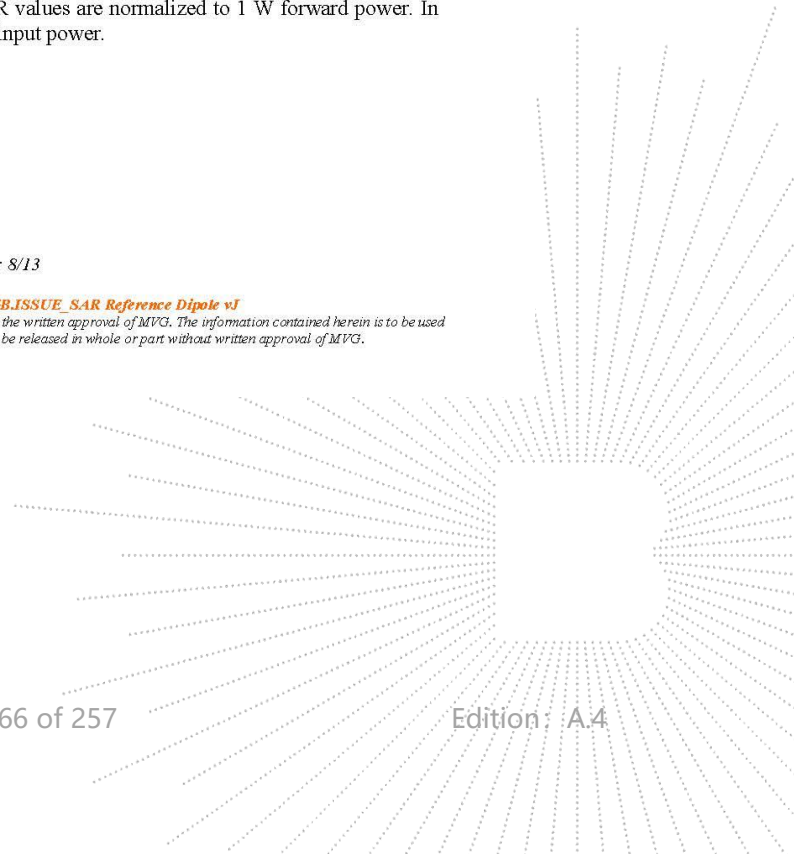 R values are normalized to 1 W forward power. In
input power.
: 8/13
B.ISSUE_SAR Reference Dipole vJ
the written approval of MVG. The information contained herein is to be used
be released in whole or part without written approval of MVG.
66 of 257 Edition: A.4